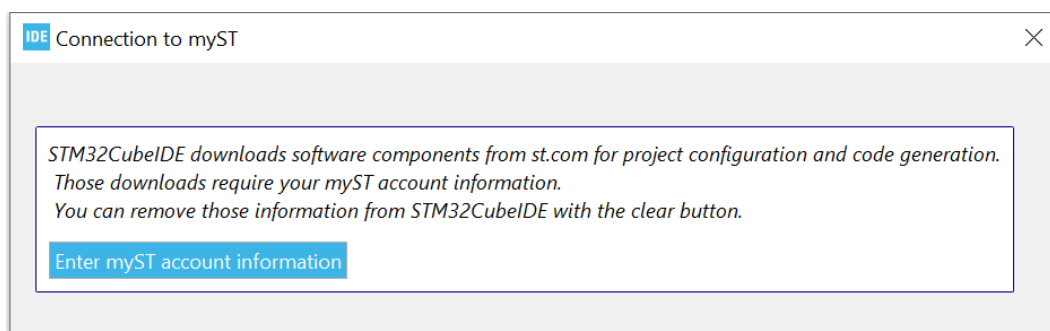 IDE Connection to myST
STM32CubeIDE downloads software components from st.com for project configuration and code generation.
Those downloads require your myST account information.
You can remove those information from STM32CubeIDE with the clear button.
Enter myST account information